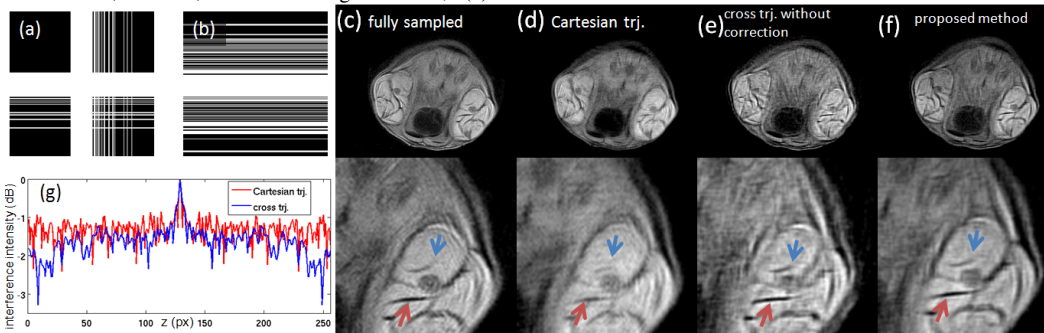 (a)
(b)
(c) fully sampled
(d) Cartesian trj.
(e) cross trj. without correction
(f) proposed method
(g)
Cartesian trj.
cross trj.
interference intensity (dB)
0
-1
-2
-3
0
50
100
150
200
250
z (px)